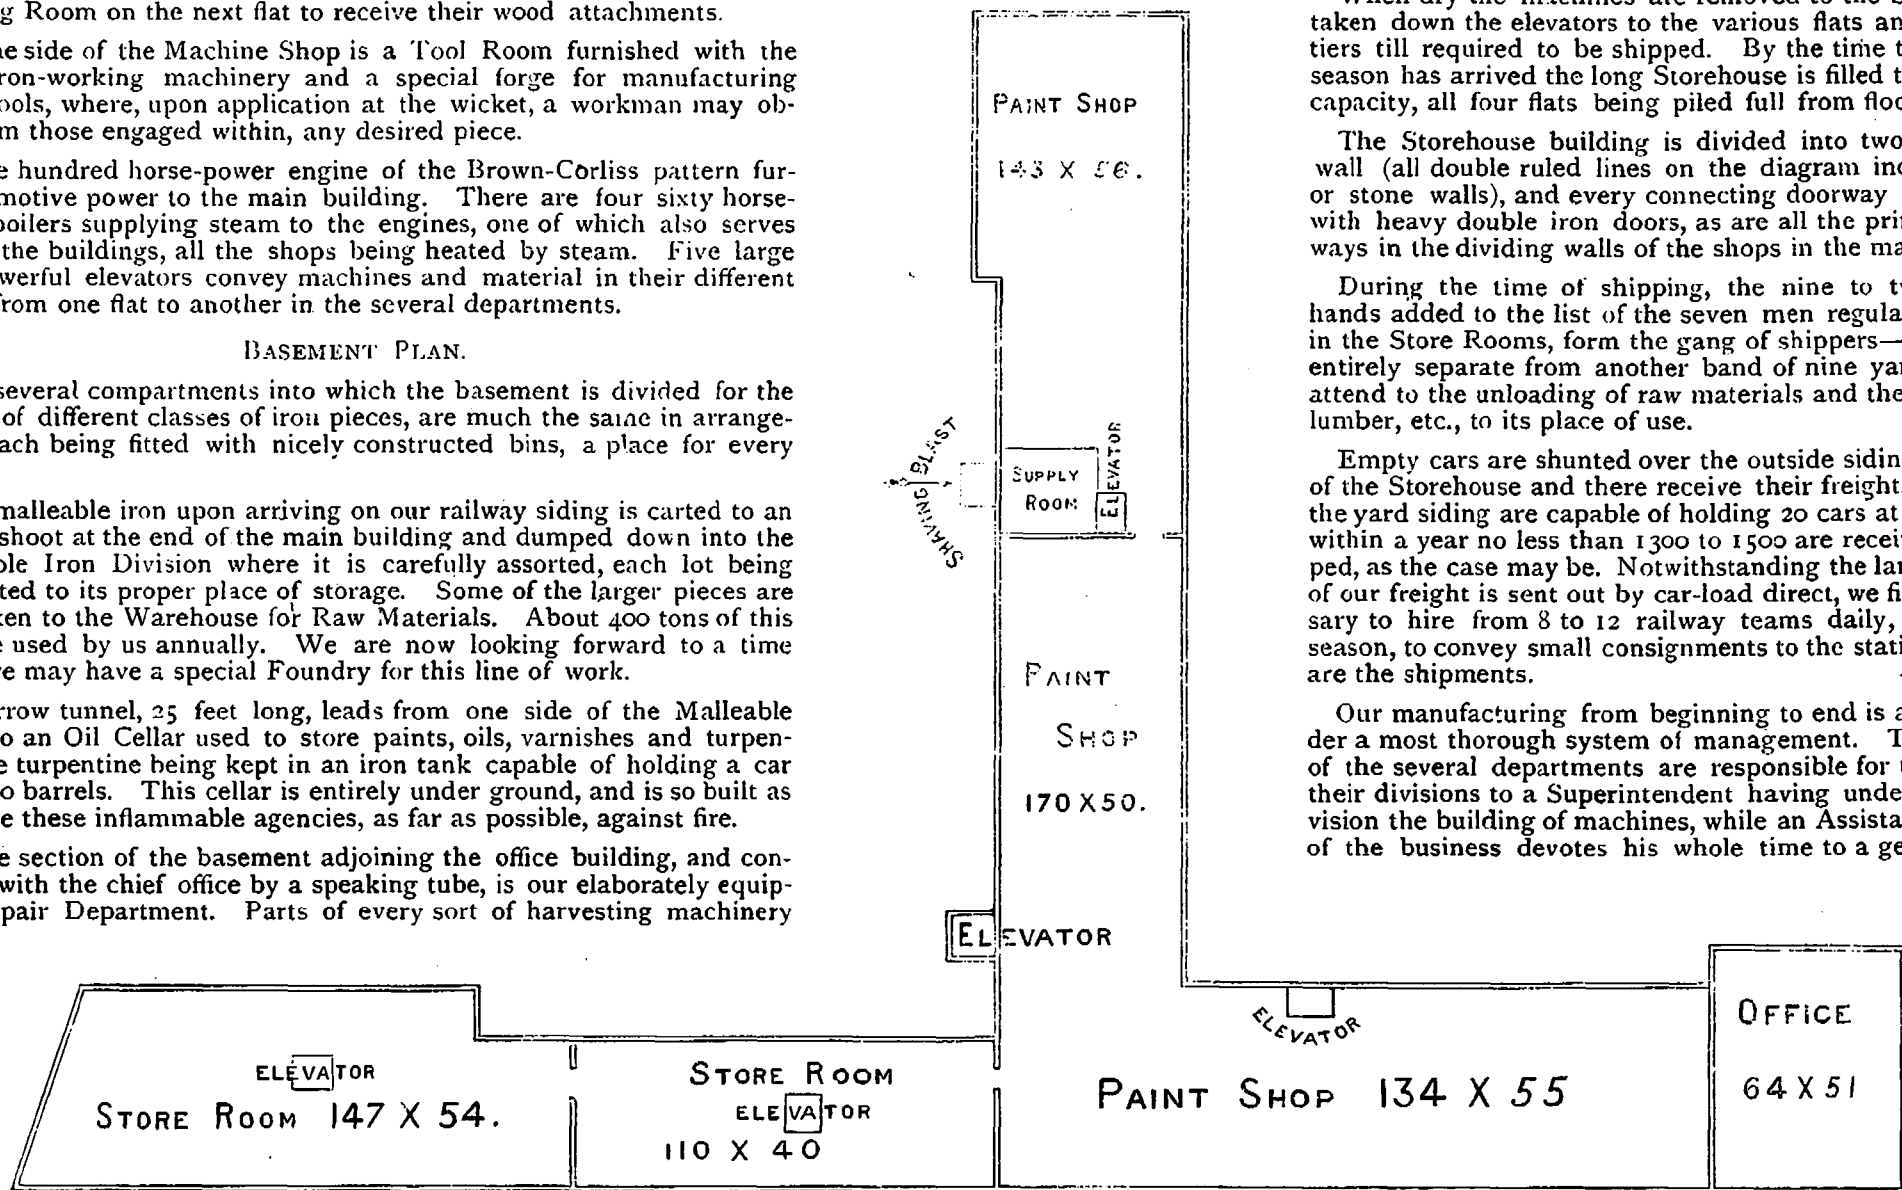 g Room on the next flat to receive their wood attachments.
ne side of the Machine Shop is a Tool Room furnished with the
ron-working machinery and a special forge for manufacturing
ools, where, upon application at the wicket, a workman may ob-
m those engaged within, any desired piece.
e hundred horse-power engine of the Brown-Corliss pattern fur-
motive power to the main building. There are four sixty horse-
boilers supplying steam to the engines, one of which also serves
the buildings, all the shops being heated by steam. Five large
werful elevators convey machines and material in their different
from one flat to another in the several departments.
BASEMENT PLAN.
several compartments into which the basement is divided for the
of different classes of iron pieces, are much the same in arrange-
ach being fitted with nicely constructed bins, a place for every
malleable iron upon arriving on our railway siding is carted to an
shoot at the end of the main building and dumped down into the
ble Iron Division where it is carefully assorted, each lot being
ted to its proper place of storage. Some of the larger pieces are
ken to the Warehouse for Raw Materials. About 400 tons of this
e used by us annually. We are now looking forward to a time
e may have a special Foundry for this line of work.
rrow tunnel, 25 feet long, leads from one side of the Malleable
o an Oil Cellar used to store paints, oils, varnishes and turpen-
e turpentine being kept in an iron tank capable of holding a car
o barrels. This cellar is entirely under ground, and is so built as
e these inflammable agencies, as far as possible, against fire.
e section of the basement adjoining the office building, and con-
with the chief office by a speaking tube, is our elaborately equip-
pair Department. Parts of every sort of harvesting machinery
PAINT SHOP
143 X 56.
SHAVING BLAST
SUPPLY
ROOM
ELEVATOR
PAINT
SHOP
170 X 50.
ELEVATOR
taken down the elevators to the various flats an
tiers till required to be shipped. By the time t
season has arrived the long Storehouse is filled t
capacity, all four flats being piled full from floo
The Storehouse building is divided into two
wall (all double ruled lines on the diagram inc
or stone walls), and every connecting doorway
with heavy double iron doors, as are all the pri
ways in the dividing walls of the shops in the ma
During the time of shipping, the nine to t
hands added to the list of the seven men regula
in the Store Rooms, form the gang of shippers—
entirely separate from another band of nine yar
attend to the unloading of raw materials and the
lumber, etc., to its place of use.
Empty cars are shunted over the outside sidin
of the Storehouse and there receive their freight.
the yard siding are capable of holding 20 cars at
within a year no less than 1300 to 1500 are recei
ped, as the case may be. Notwithstanding the lar
of our freight is sent out by car-load direct, we fi
sary to hire from 8 to 12 railway teams daily,
season, to convey small consignments to the stati
are the shipments.
Our manufacturing from beginning to end is a
der a most thorough system of management. T
of the several departments are responsible for t
their divisions to a Superintendent having unde
vision the building of machines, while an Assista
of the business devotes his whole time to a ge
ELEVATOR
STORE ROOM 147 X 54.
STORE ROOM
ELEVATOR
110 X 40
ELEVATOR
PAINT SHOP 134 X 55
OFFICE
64 X 51